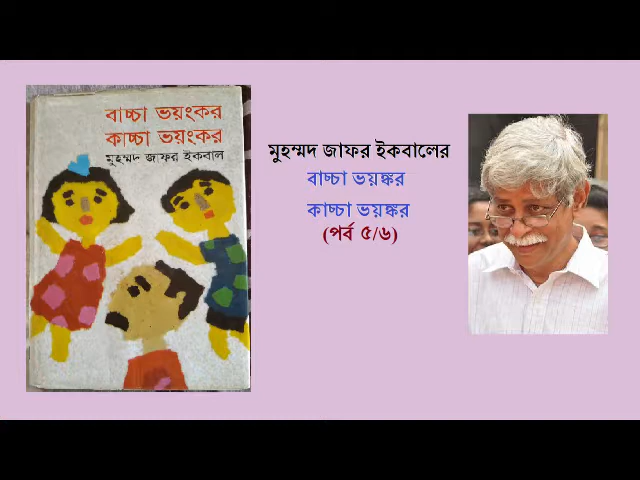 বাচ্চা ভয়ংকর
কাচ্চা ভয়ংকর
মুহম্মদ জাফর ইকবাল
মুহম্মদ জাফর ইকবালের
বাচ্চা ভয়ঙ্কর
কাচ্চা ভয়ঙ্কর
(পর্ব ৫/৬)